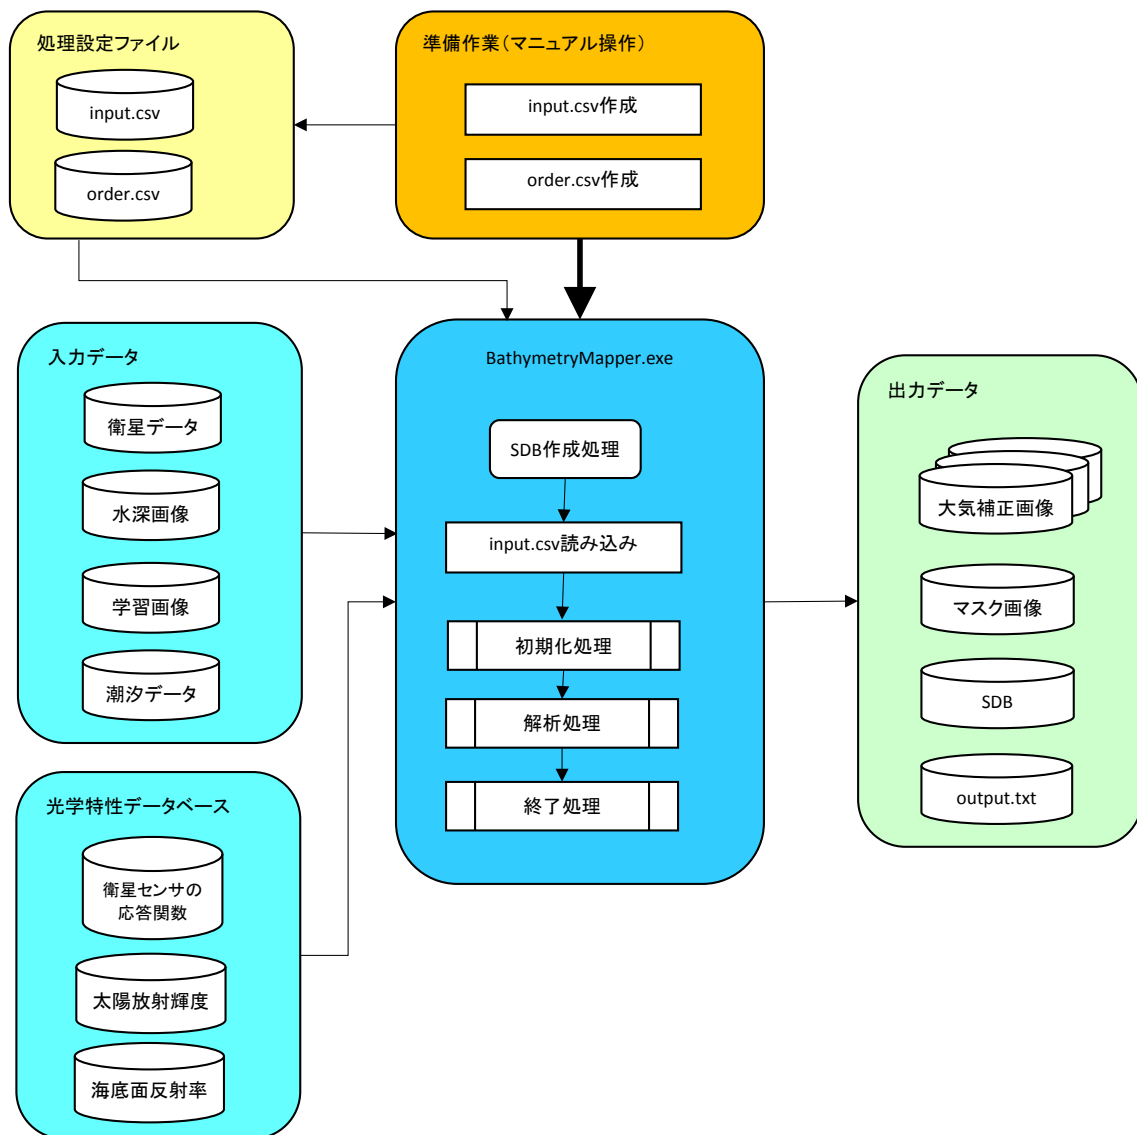 処理設定ファイル
input.csv
order.csv
準備作業(マニュアル操作)
input.csv作成
order.csv作成
入力データ
衛星データ
水深画像
学習画像
潮汐データ
光学特性データベース
衛星センサの
応答関数
太陽放射輝度
海底面反射率
BathymetryMapper.exe
SDB作成処理
input.csv読み込み
初期化処理
解析処理
終了処理
出力データ
大気補正画像
マスク画像
SDB
output.txt